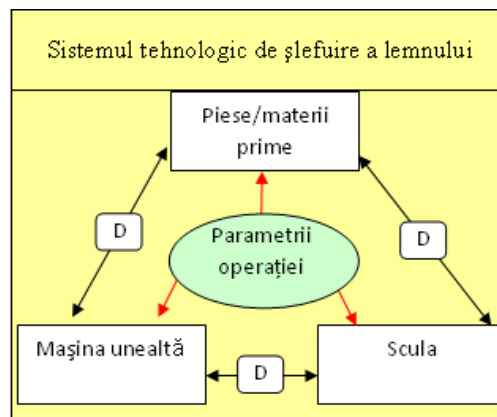 Sistemul tehnologic de şlefuire a lemnului
Piese/materii
prime
D
D
Parametrii
operației
Maşina unealtă
D
Scula